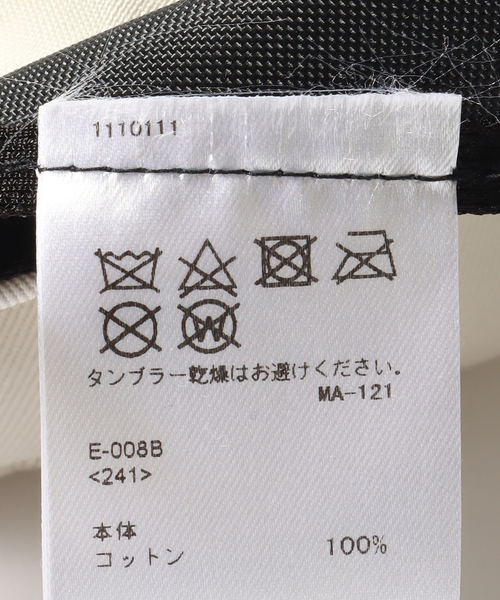 1110111
タンブラー乾燥はお避けください。
MA-121
E-008B
<241>
本体
コットン 100%